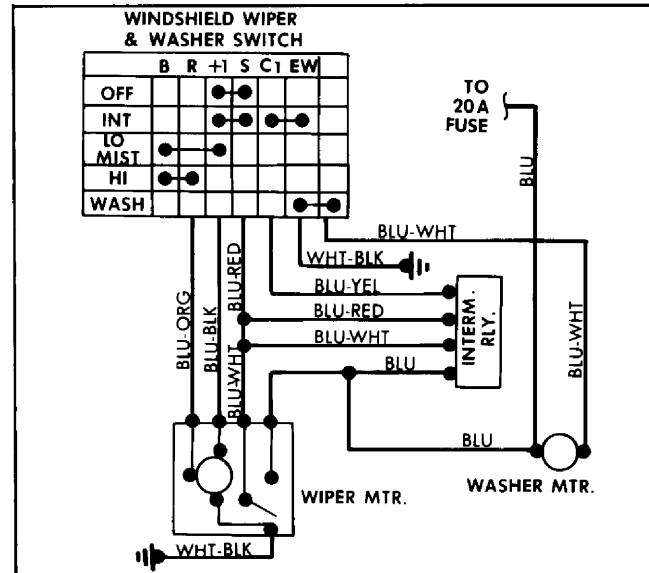 WINDSHIELD WIPER
& WASHER SWITCH
B R +1 S C1 EW
OFF
INT
LO
MIST
HI
WASH
TO
20A
FUSE
BLU
BLU-WHT
WHT-BLK
BLU-YEL
BLU-RED
BLU-WHT
BLU
BLU-ORG
BLU-BLK
BLU-RED
BLU-WHT
INTERM.
RLY.
BLU-WHT
BLU
WIPER MTR.
WASHER MTR.
WHT-BLK